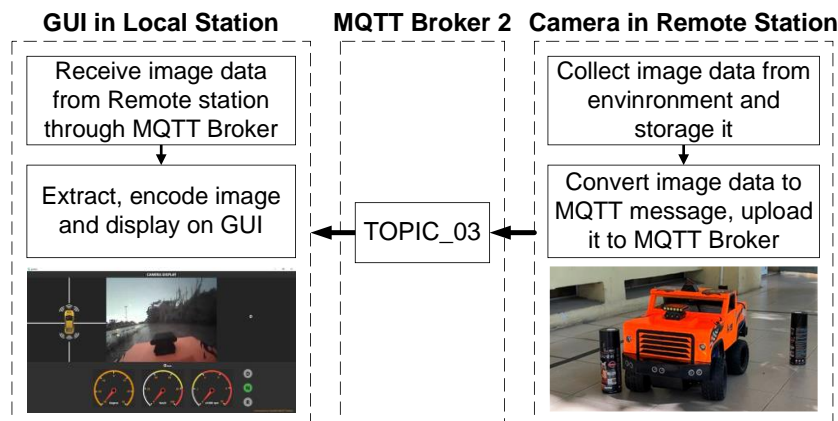 GUI in Local Station
MQTT Broker 2
Camera in Remote Station
Receive image data
from Remote station
through MQTT Broker
Extract, encode image
and display on GUI
TOPIC_03
Collect image data from
envinronment and
storage it
Convert image data to
MQTT message, upload
it to MQTT Broker
CAMERA DISPLAY